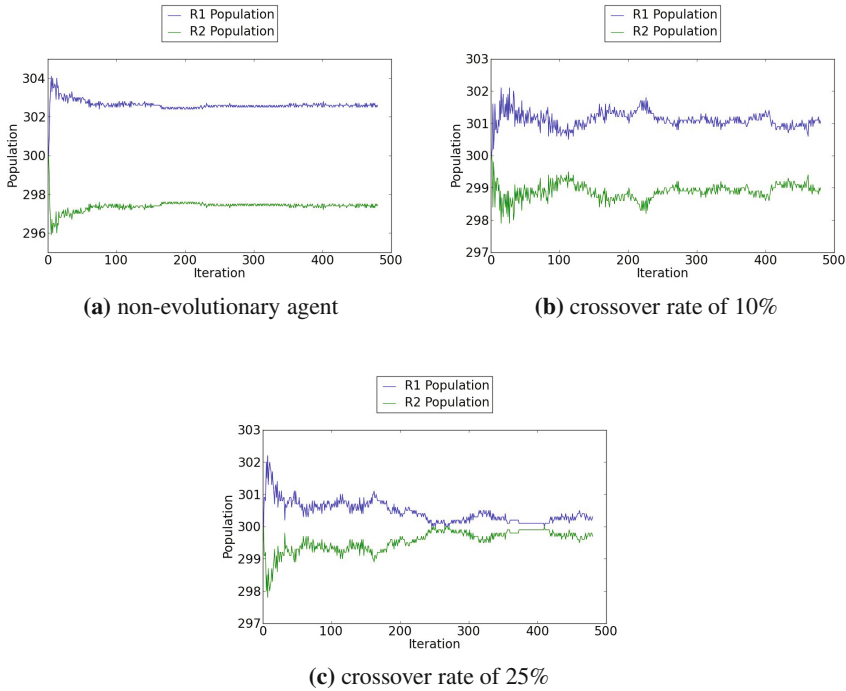 R1 Population
R2 Population
304
302
300
298
296
Population
0 100 200 300 400 500
Iteration
(a) non-evolutionary agent
R1 Population
R2 Population
303
302
301
300
299
298
297
Population
0 100 200 300 400 500
Iteration
(b) crossover rate of 10%
R1 Population
R2 Population
303
302
301
300
299
298
297
Population
0 100 200 300 400 500
Iteration
(c) crossover rate of 25%